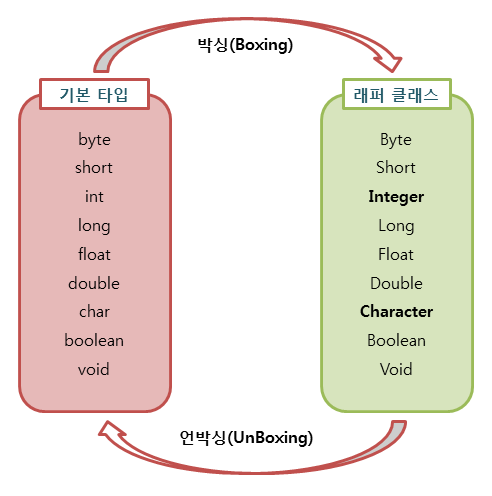 박싱(Boxing)
기본 타입
byte
short
int
long
float
double
char
boolean
void
래퍼 클래스
Byte
Short
Integer
Long
Float
Double
Character
Boolean
Void
언박싱(UnBoxing)